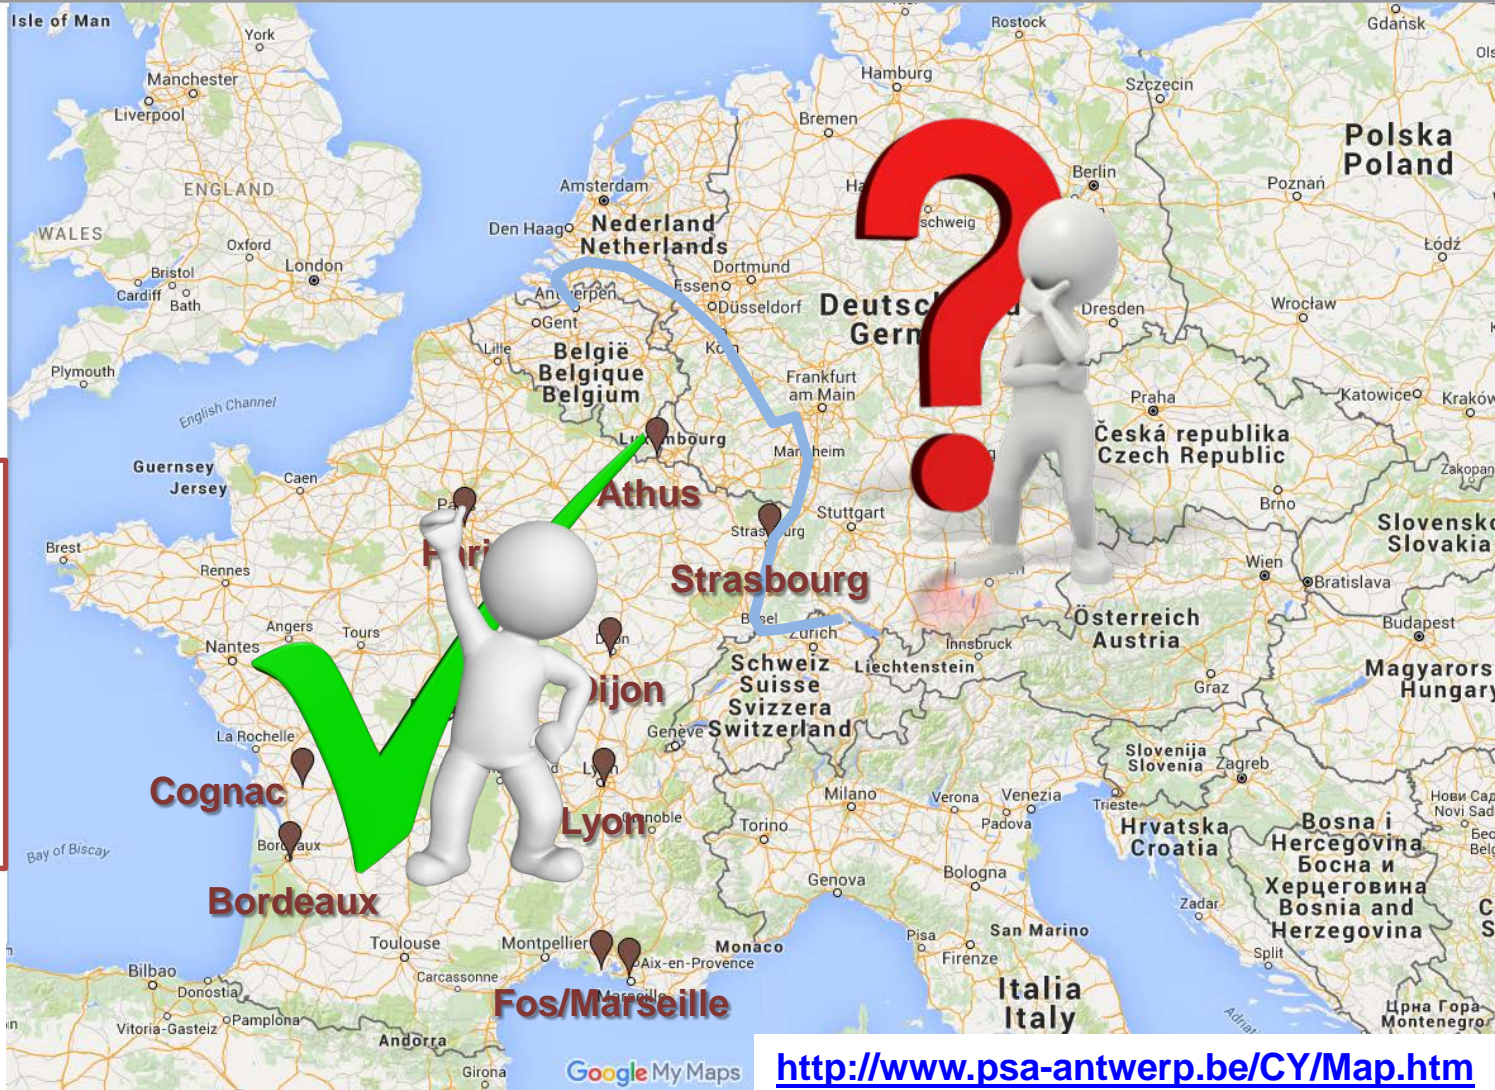 Isle of Man
York
Manchester
Liverpool
ENGLAND
WALES
Oxford
London
Bristol
Cardiff
Bath
Plymouth
English Channel
Guernsey
Jersey
Rostock
Gdańsk
Hamburg
Szczecin
Bremen
Polska
Poland
Berlin
Poznań
Amsterdam
Den Haag
Nederland
Netherlands
Łódź
Dortmund
Essen
Düsseldorf
Gent
Lille
België
Belgique
Belgium
Dresden
Wrocław
Frankfurt
am Main
Praha
Katowice
Kraków
Česká republika
Czech Republic
Brno
Stuttgart
Caen
Athus
Brest
Rennes
Strasbourg
Slovensko
Slovakia
Wien
Bratislava
Österreich
Austria
Budapest
Innsbruck
Angers
Tours
Nantes
Zürich
Schweiz
Suisse
Svizzera
Switzerland
Liechtenstein
Graz
Genève
La Rochelle
Cognac
Lyon
Bordeaux
Bay of Biscay
Milano
Verona
Venezia
Padova
Torino
Slovenija
Slovenia
Zagreb
Trieste
Hrvatska
Croatia
Bosna i
Hercegovina
Босна и
Херцеговина
Bosnia and
Herzegovina
Нови Сад
Novi Sad
Genova
Bologna
Zadar
Split
Toulouse
Montpellier
Monaco
Aix-en-Provence
Carcassonne
Fos/Marseille
Pisa
Firenze
San Marino
Italia
Italy
Црна Гора
Montenegro
Bilbao
Donostia
Vitoria-Gasteiz
Pamplona
Andorra
Girona
Google My Maps
http://www.psa-antwerp.be/CY/Map.htm